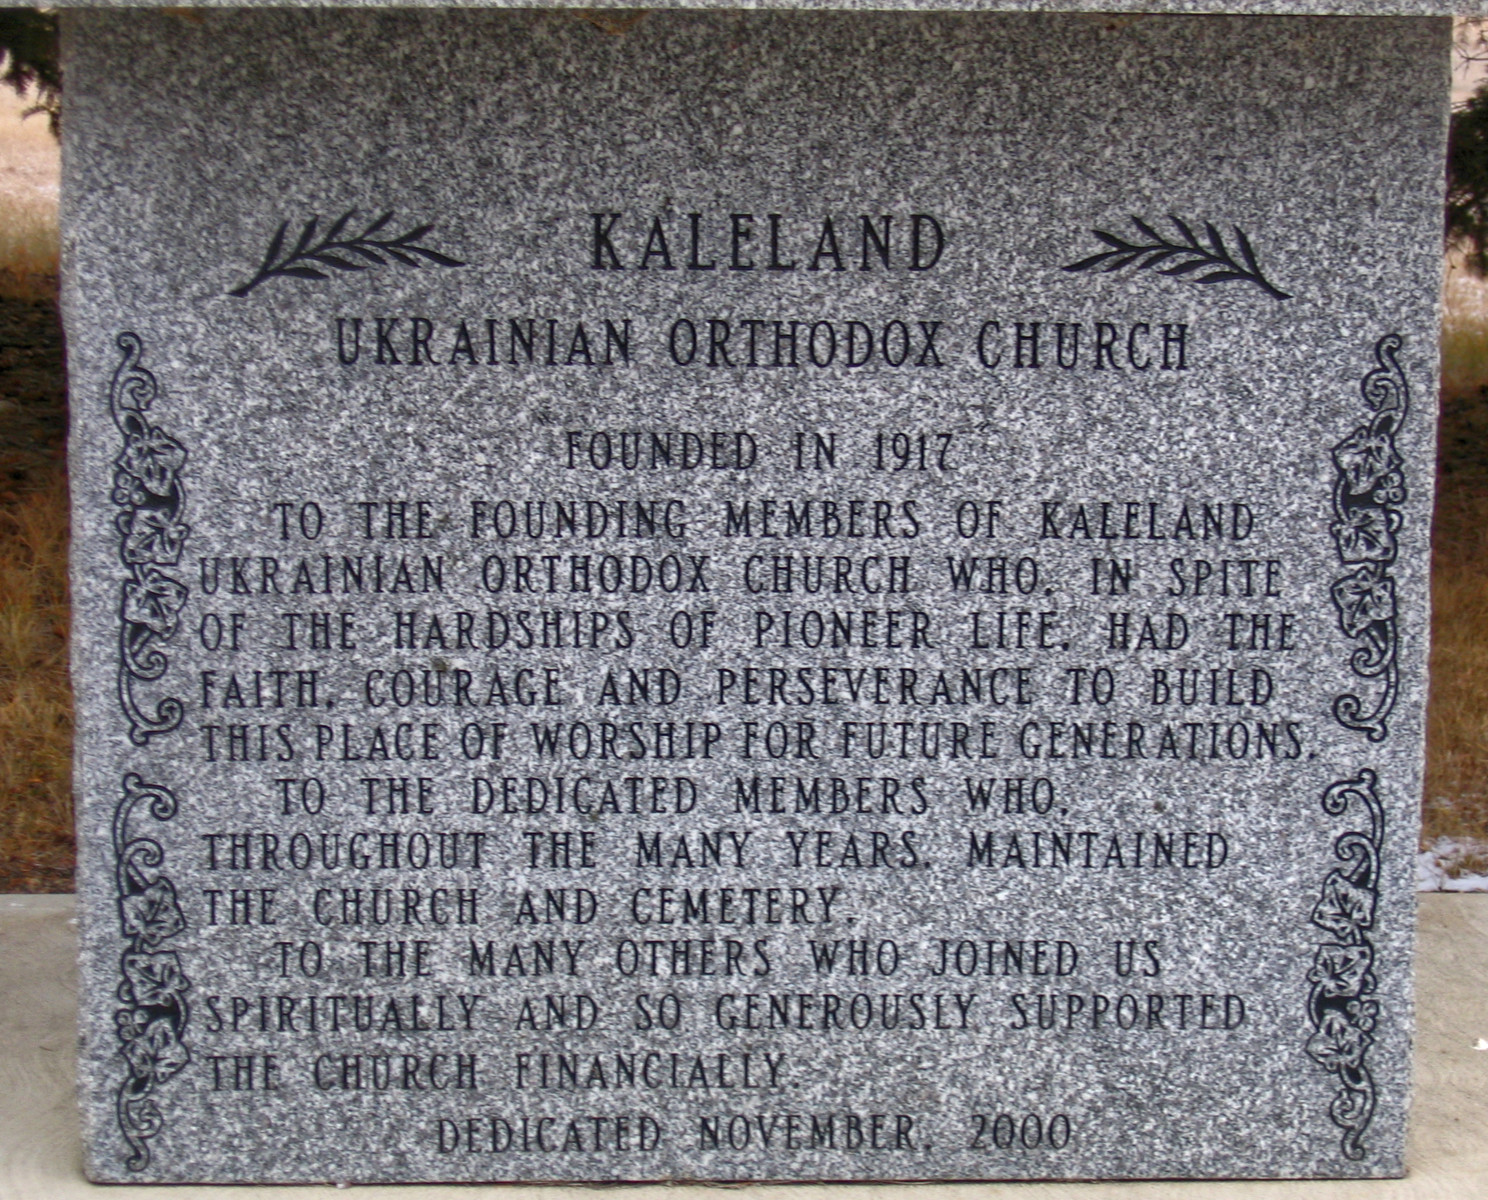 KALELAND
UKRAINIAN ORTHODOX CHURCH
FOUNDED IN 1917
TO THE FOUNDING MEMBERS OF KALELAND
UKRAINIAN ORTHODOX CHURCH WHO, IN SPITE
OF THE HARDSHIPS OF PIONEER LIFE, HAD THE
FAITH, COURAGE AND PERSEVERANCE TO BUILD
THIS PLACE OF WORSHIP FOR FUTURE GENERATIONS.
TO THE DEDICATED MEMBERS WHO,
THROUGHOUT THE MANY YEARS, MAINTAINED
THE CHURCH AND CEMETERY.
TO THE MANY OTHERS WHO JOINED US
SPIRITUALLY AND SO GENEROUSLY SUPPORTED
THE CHURCH FINANCIALLY.
DEDICATED NOVEMBER, 2000